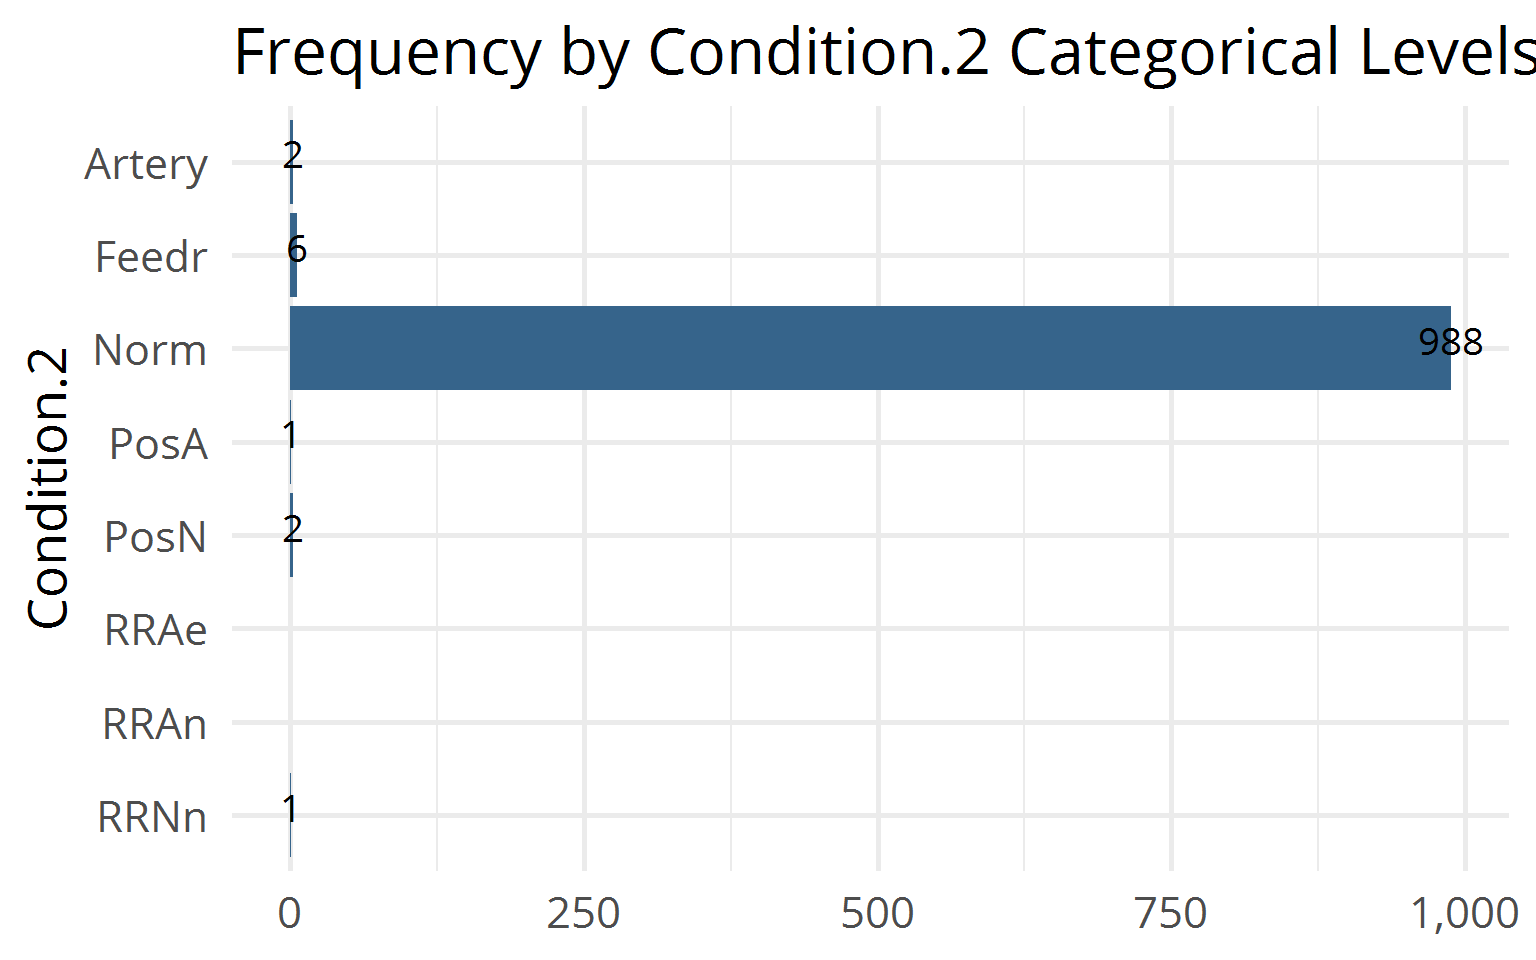 Frequency by Condition.2 Categorical Levels
Condition.2
Artery 2
Feedr 6
Norm 988
PosA 1
PosN 2
RRAe
RRAn
RRNn 1
0 250 500 750 1,000